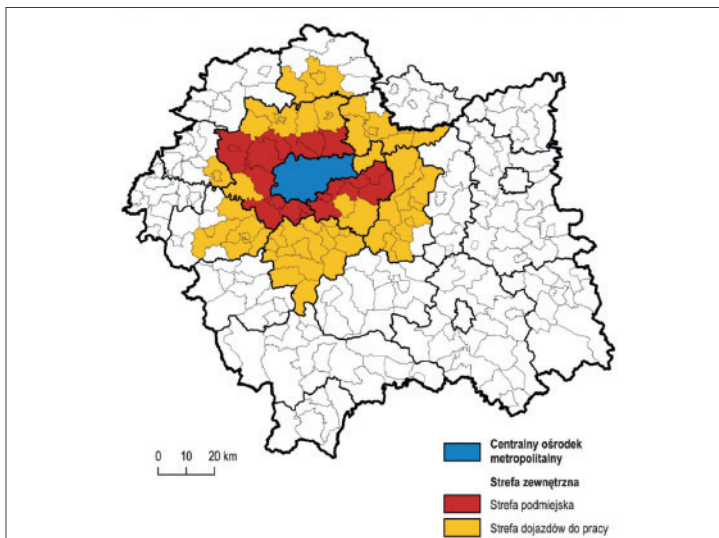 0 10 20 km
Centralny ośrodek
metropolitalny
Strefa zewnętrzna
Strefa podmiejska
Strefa dojazdów do pracy